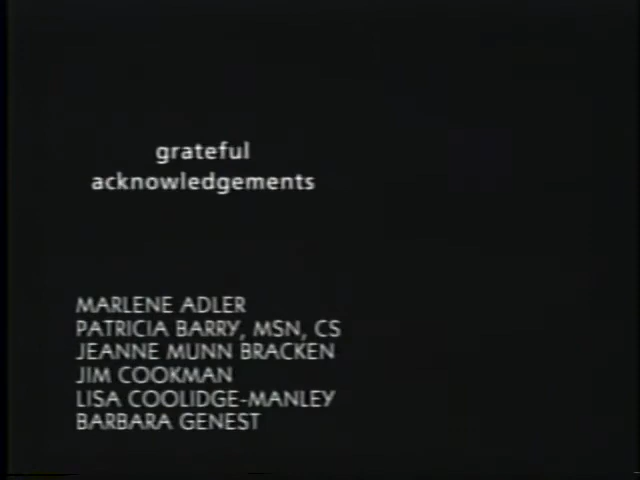 grateful
acknowledgements
MARLENE ADLER
PATRICIA BARRY, MSN, CS
JEANNE MUNN BRACKEN
JIM COOKMAN
LISA COOLIDGE-MANLEY
BARBARA GENEST